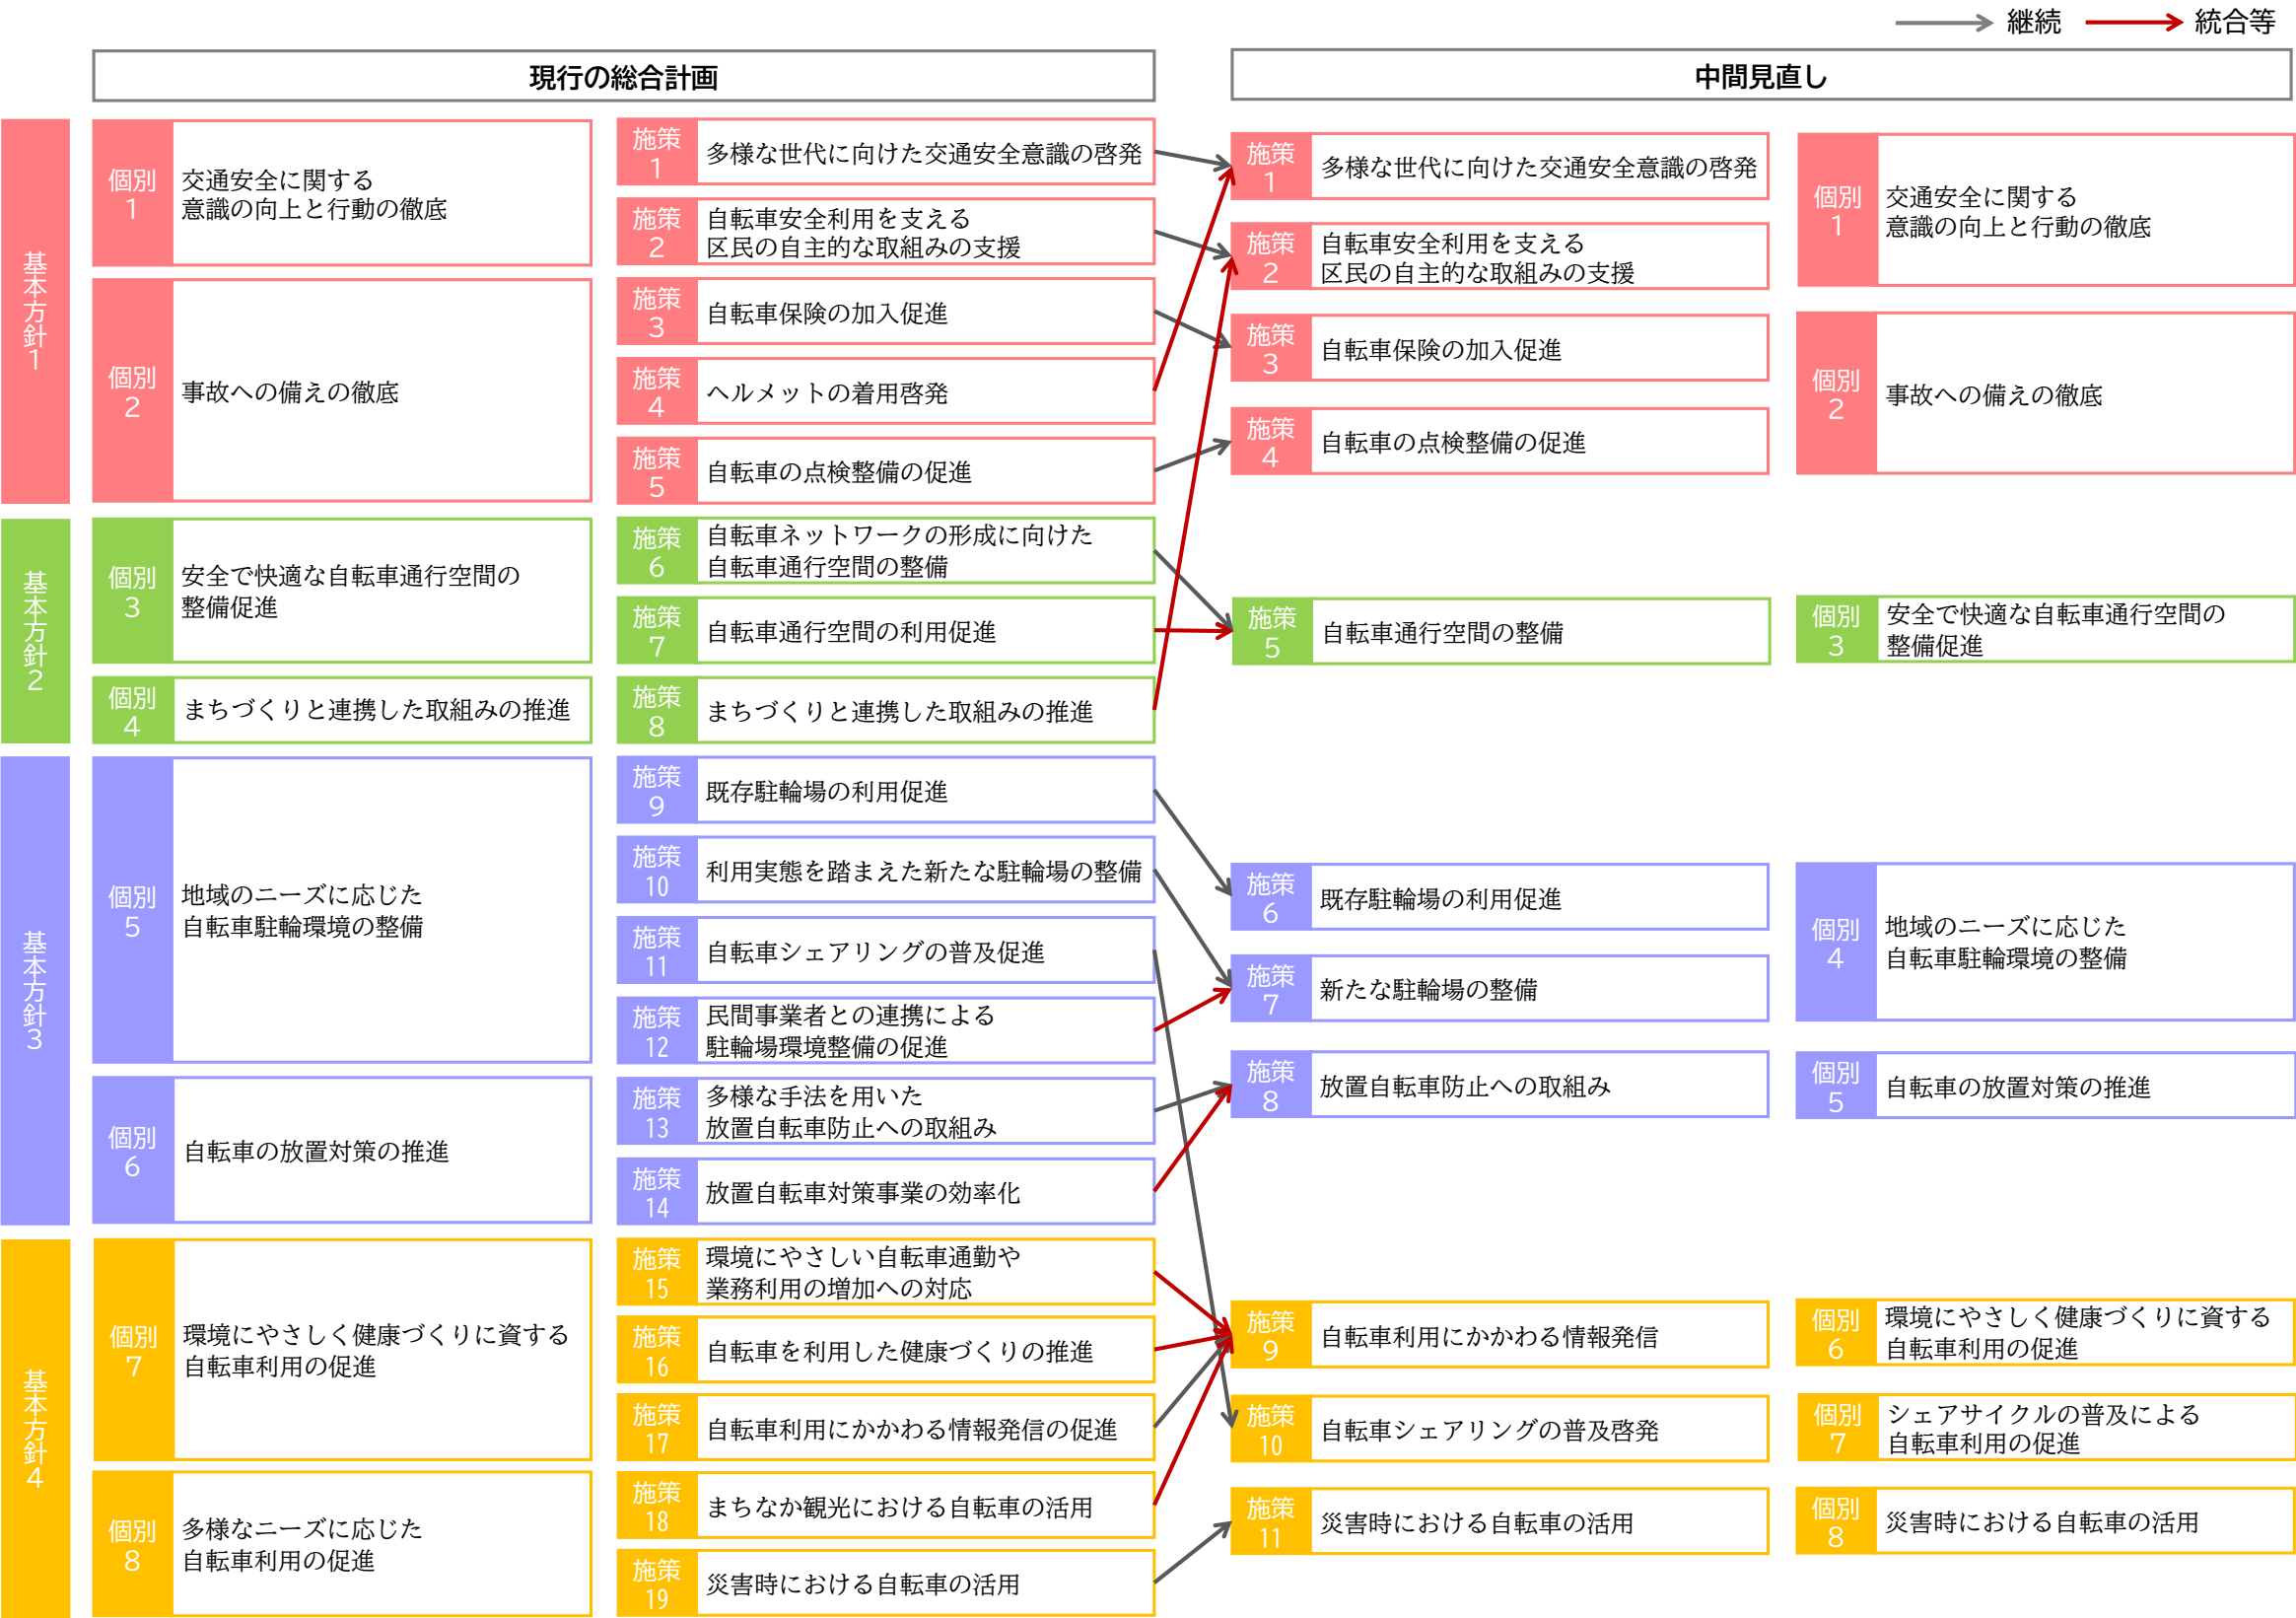 継続
統合等
現行の総合計画
中間見直し
基本方針1
個別
1
交通安全に関する
意識の向上と行動の徹底
個別
2
事故への備えの徹底
施策
1
多様な世代に向けた交通安全意識の啓発
施策
2
自転車安全利用を支える
区民の自主的な取組みの支援
施策
3
自転車保険の加入促進
施策
4
ヘルメットの着用啓発
施策
5
自転車の点検整備の促進
基本方針2
個別
3
安全で快適な自転車通行空間の
整備促進
個別
4
まちづくりと連携した取組みの推進
施策
6
自転車ネットワークの形成に向けた
自転車通行空間の整備
施策
7
自転車通行空間の利用促進
施策
8
まちづくりと連携した取組みの推進
基本方針3
個別
5
地域のニーズに応じた
自転車駐輪環境の整備
個別
6
自転車の放置対策の推進
施策
9
既存駐輪場の利用促進
施策
10
利用実態を踏まえた新たな駐輪場の整備
施策
11
自転車シェアリングの普及促進
施策
12
民間事業者との連携による
駐輪場環境整備の促進
施策
13
多様な手法を用いた
放置自転車防止への取組み
施策
14
放置自転車対策事業の効率化
基本方針4
個別
7
環境にやさしく健康づくりに資する
自転車利用の促進
個別
8
多様なニーズに応じた
自転車利用の促進
施策
15
環境にやさしい自転車通勤や
業務利用の増加への対応
施策
16
自転車を利用した健康づくりの推進
施策
17
自転車利用にかかわる情報発信の促進
施策
18
まちなか観光における自転車の活用
施策
19
災害時における自転車の活用
施策
1
多様な世代に向けた交通安全意識の啓発
施策
2
自転車安全利用を支える
区民の自主的な取組みの支援
施策
3
自転車保険の加入促進
施策
4
自転車の点検整備の促進
個別
1
交通安全に関する
意識の向上と行動の徹底
個別
2
事故への備えの徹底
施策
5
自転車通行空間の整備
個別
3
安全で快適な自転車通行空間の
整備促進
施策
6
既存駐輪場の利用促進
施策
7
新たな駐輪場の整備
施策
8
放置自転車防止への取組み
個別
4
地域のニーズに応じた
自転車駐輪環境の整備
個別
5
自転車の放置対策の推進
施策
9
自転車利用にかかわる情報発信
施策
10
自転車シェアリングの普及啓発
施策
11
災害時における自転車の活用
個別
6
環境にやさしく健康づくりに資する
自転車利用の促進
個別
7
シェアサイクルの普及による
自転車利用の促進
個別
8
災害時における自転車の活用